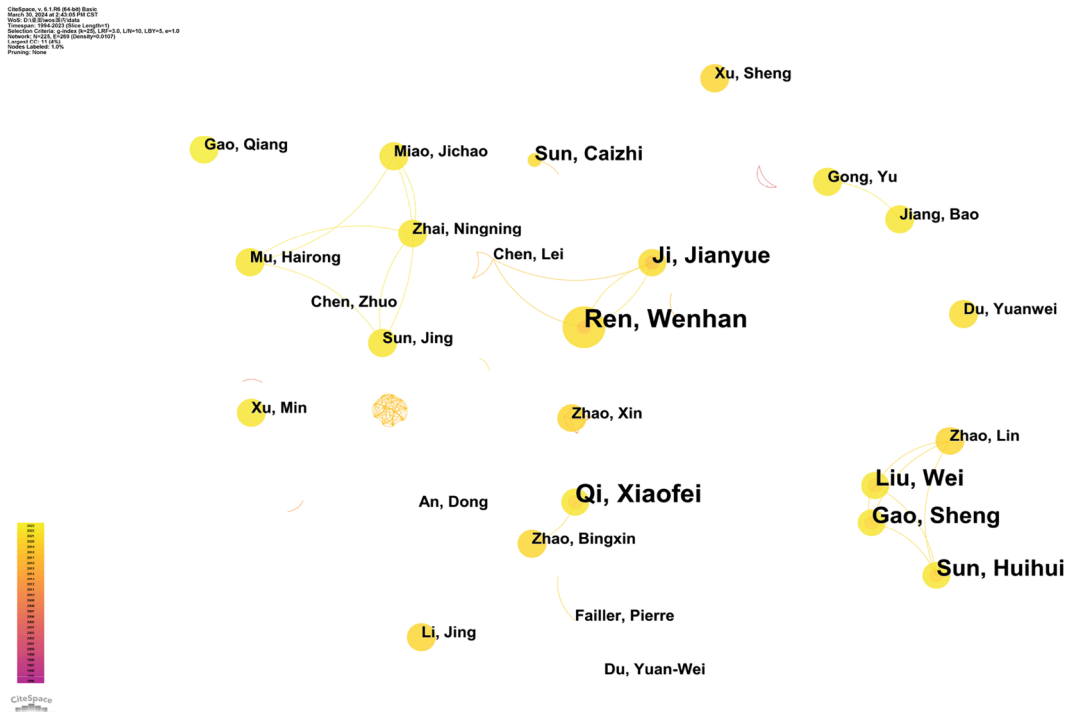 CiteSpace, v. 6.1.R6 (64-bit) Basic
March 30, 2024 at 2:43:05 PM CST
Timespan: 1994-2023 (Slice Length=1)
Selection Criteria: g-index (k=25), LRF=3.0, L/N=10, LBY=5, e=1.0
Network: N=225, E=269 (Density=0.0107)
Largest CC: 11 (4%)
Nodes Labeled: 1.0%
Pruning: None
Xu, Sheng
Gao, Qiang
Miao, Jichao
Sun, Caizhi
Gong, Yu
Jiang, Bao
Zhai, Ningning
Mu, Hairong
Chen, Lei
Ji, Jianyue
Chen, Zhuo
Ren, Wenhan
Du, Yuanwei
Sun, Jing
Xu, Min
Zhao, Xin
Zhao, Lin
Liu, Wei
Qi, Xiaofei
An, Dong
Gao, Sheng
Zhao, Bingxin
Sun, Huihui
Failler, Pierre
Li, Jing
Du, Yuan-Wei
CiteSpace